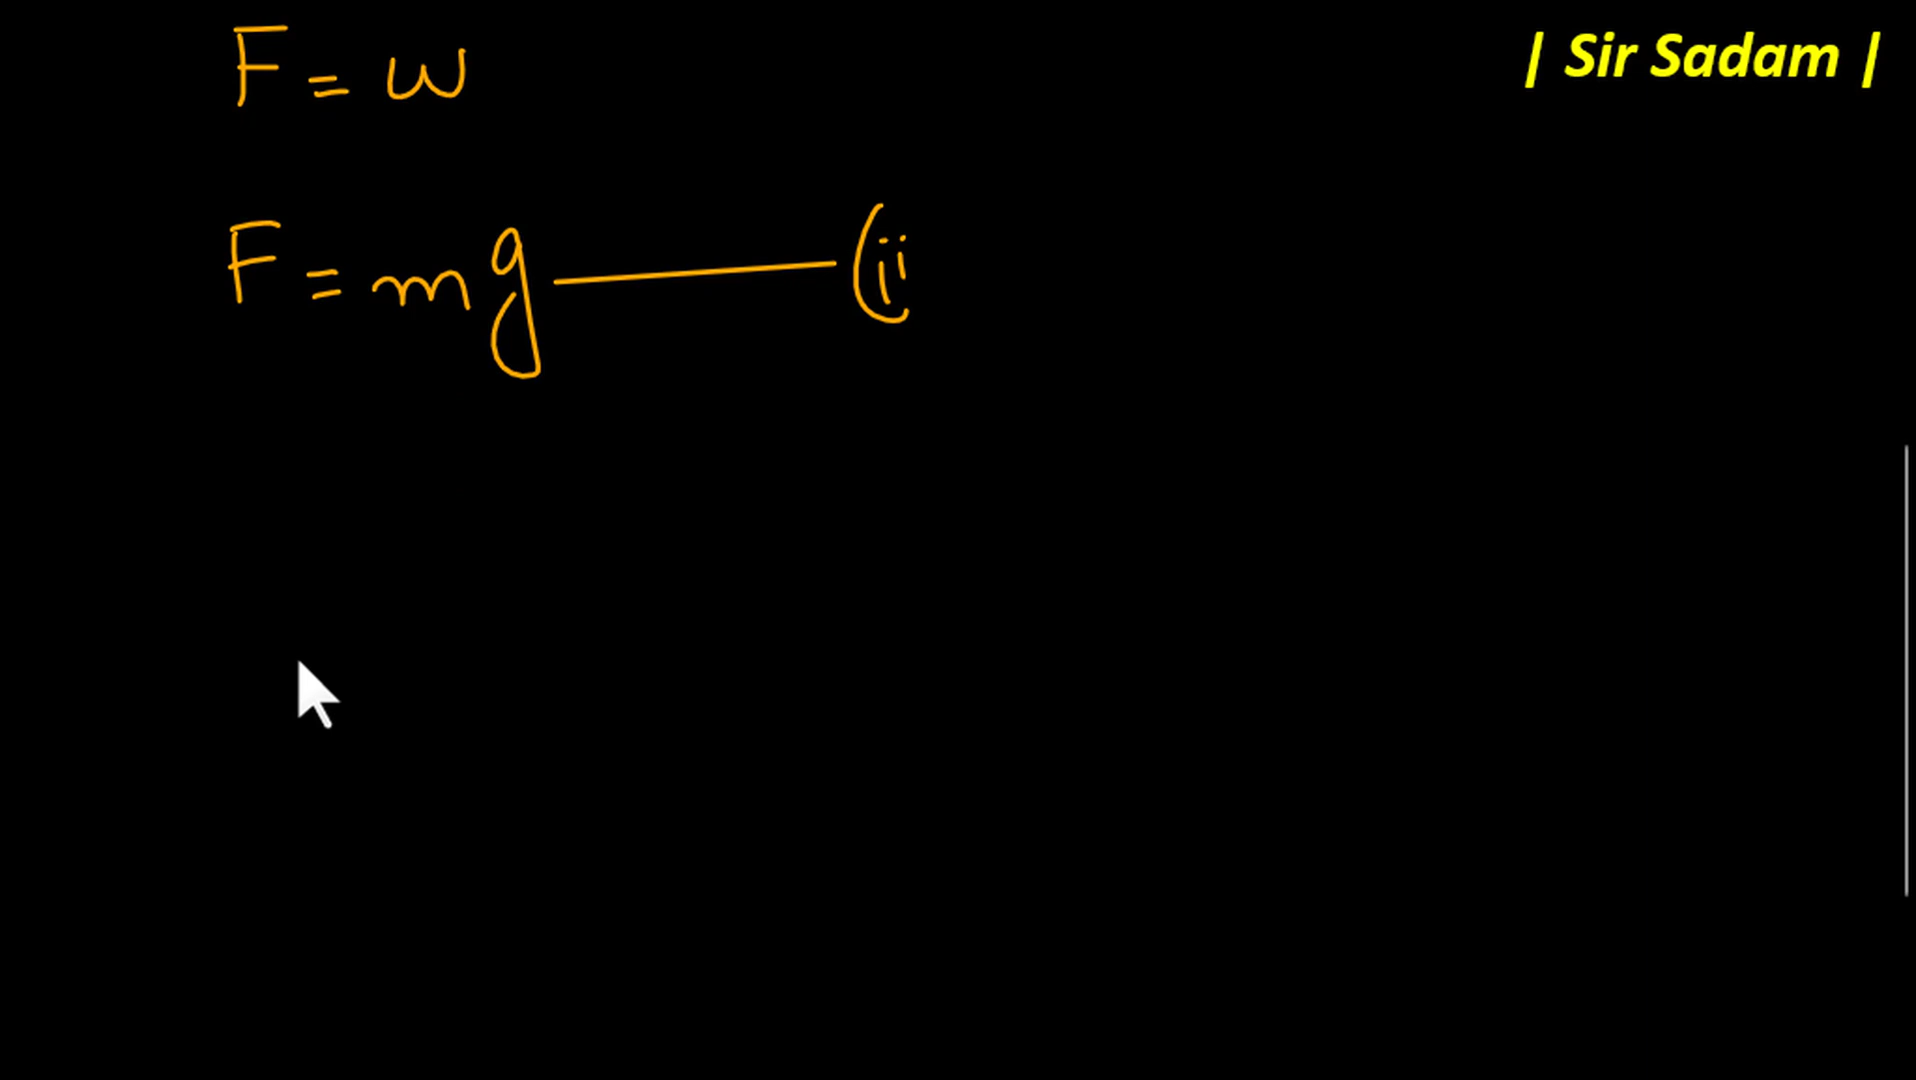 F = w
| Sir Sadam |
F = mg — (ii